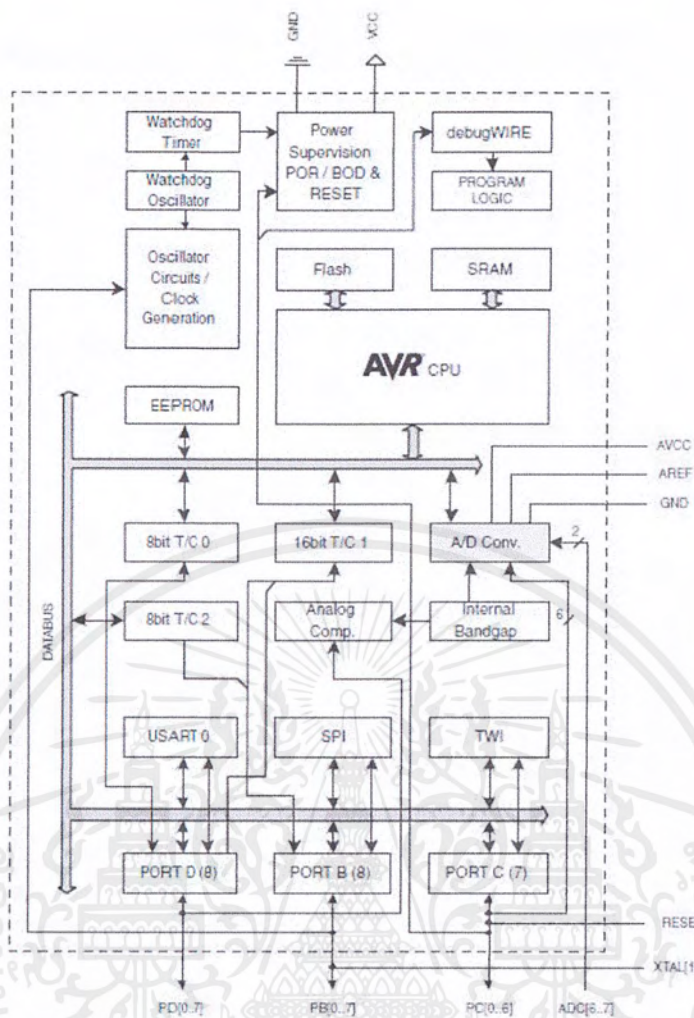 GND
VCC
Watchdog
Timer
Power
Supervision
POR / BOD &
RESET
debugWIRE
Watchdog
Oscillator
PROGRAM
LOGIC
Oscillator
Circuits /
Clock
Generation
Flash
SRAM
AVR CPU
EEPROM
AVCC
AREF
GND
8bit T/C 0
16bit T/C 1
A/D Conv.
2
DATABUS
8bit T/C 2
Analog
Comp.
Internal
Bandgap
6
USART 0
SPI
TWI
PORT D (8)
PORT B (8)
PORT C (7)
RESE
XTAL[1
PD[0..7]
PB[0..7]
PC[0..6]
ADC[6..7]